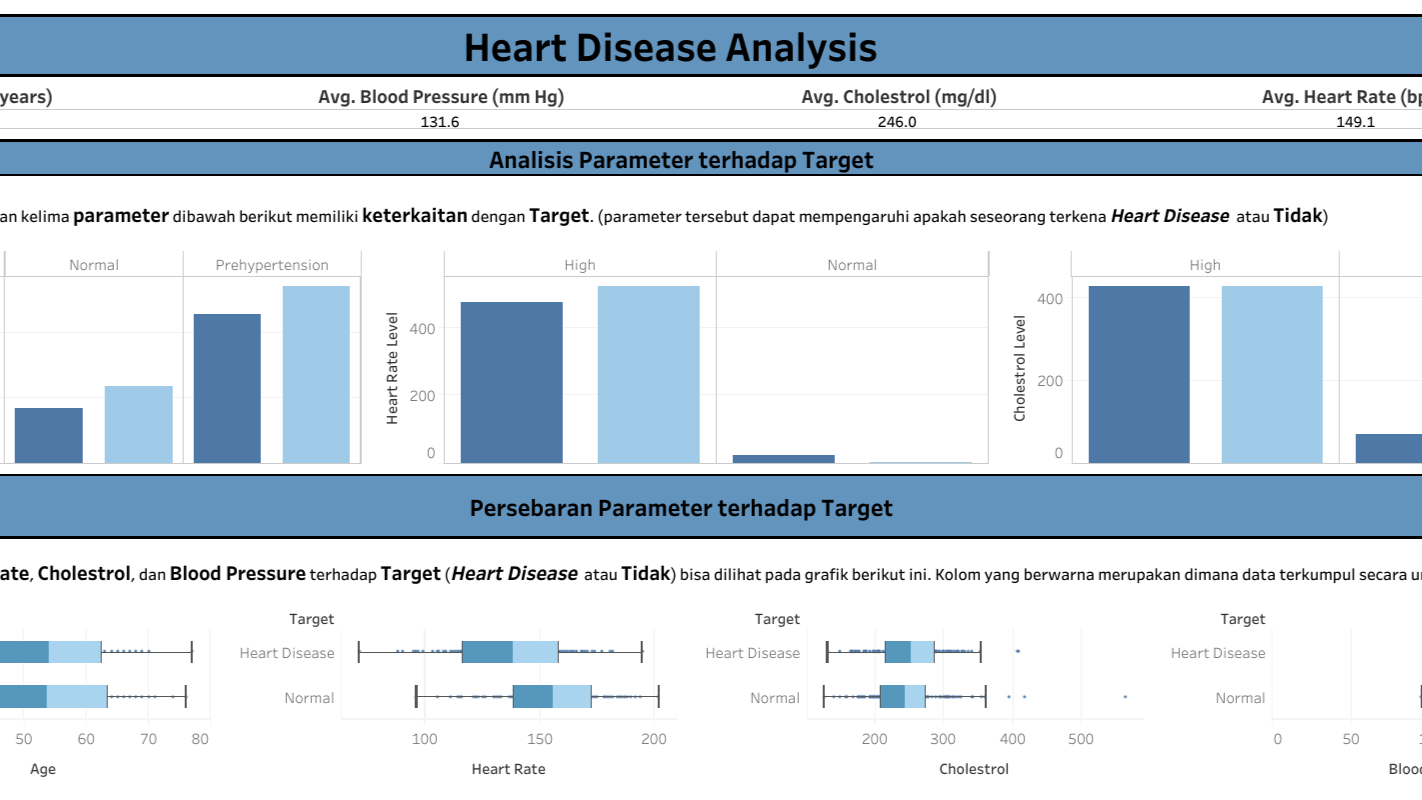 Heart Disease Analysis
years) Avg. Blood Pressure (mm Hg) Avg. Cholestrol (mg/dl) Avg. Heart Rate (bp
131.6 246.0 149.1
Analisis Parameter terhadap Target
an kelima parameter dibawah berikut memiliki keterkaitan dengan Target. (parameter tersebut dapat mempengaruhi apakah seseorang terkena Heart Disease atau Tidak)
Normal Prehypertension High Normal High
Heart Rate Level
400
200
0
Cholestrol Level
400
200
0
Persebaran Parameter terhadap Target
ate, Cholestrol, dan Blood Pressure terhadap Target (Heart Disease atau Tidak) bisa dilihat pada grafik berikut ini. Kolom yang berwarna merupakan dimana data terkumpul secara u
Target Target Target
Heart Disease Heart Disease Heart Disease
Normal Normal Normal
50 60 70 80 100 150 200 200 300 400 500 0 50 1
Age Heart Rate Cholestrol Blood